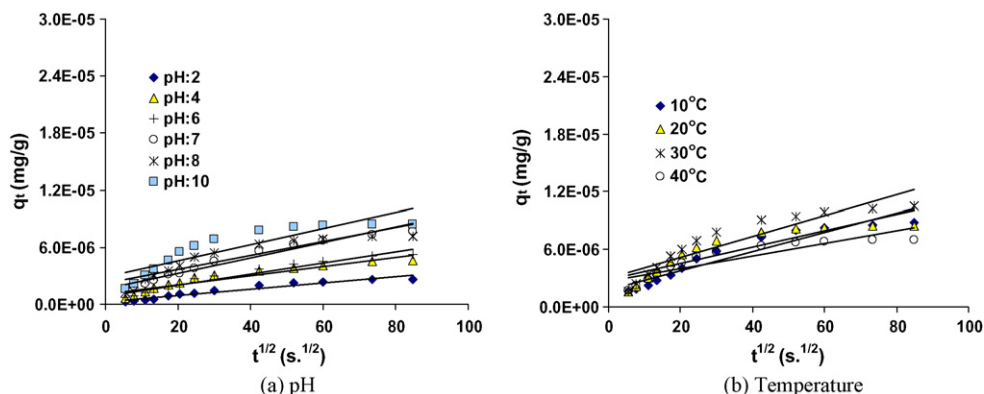 3.0E-05
2.4E-05
1.8E-05
1.2E-05
6.0E-06
0.0E+00
qt (mg/g)
pH:2
pH:4
pH:6
pH:7
pH:8
pH:10
0 20 40 60 80 100
t^1/2 (s.^1/2)
(a) pH
3.0E-05
2.4E-05
1.8E-05
1.2E-05
6.0E-06
0.0E+00
qt (mg/g)
10°C
20°C
30°C
40°C
0 20 40 60 80 100
t^1/2 (s.^1/2)
(b) Temperature